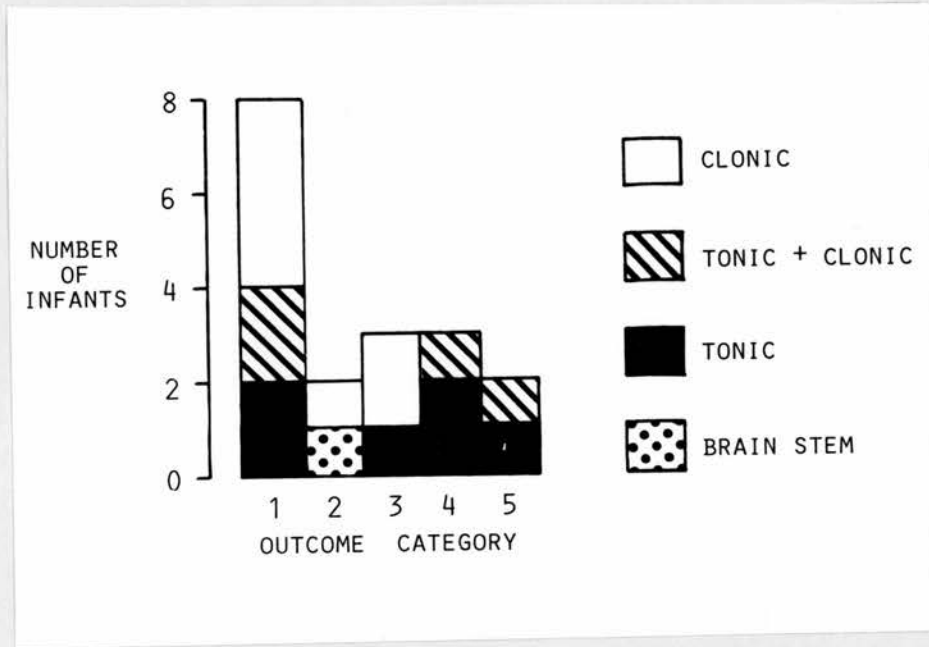 8
6
4
2
0
NUMBER
OF
INFANTS
1 2 3 4 5
OUTCOME CATEGORY
CLONIC
TONIC + CLONIC
TONIC
BRAIN STEM